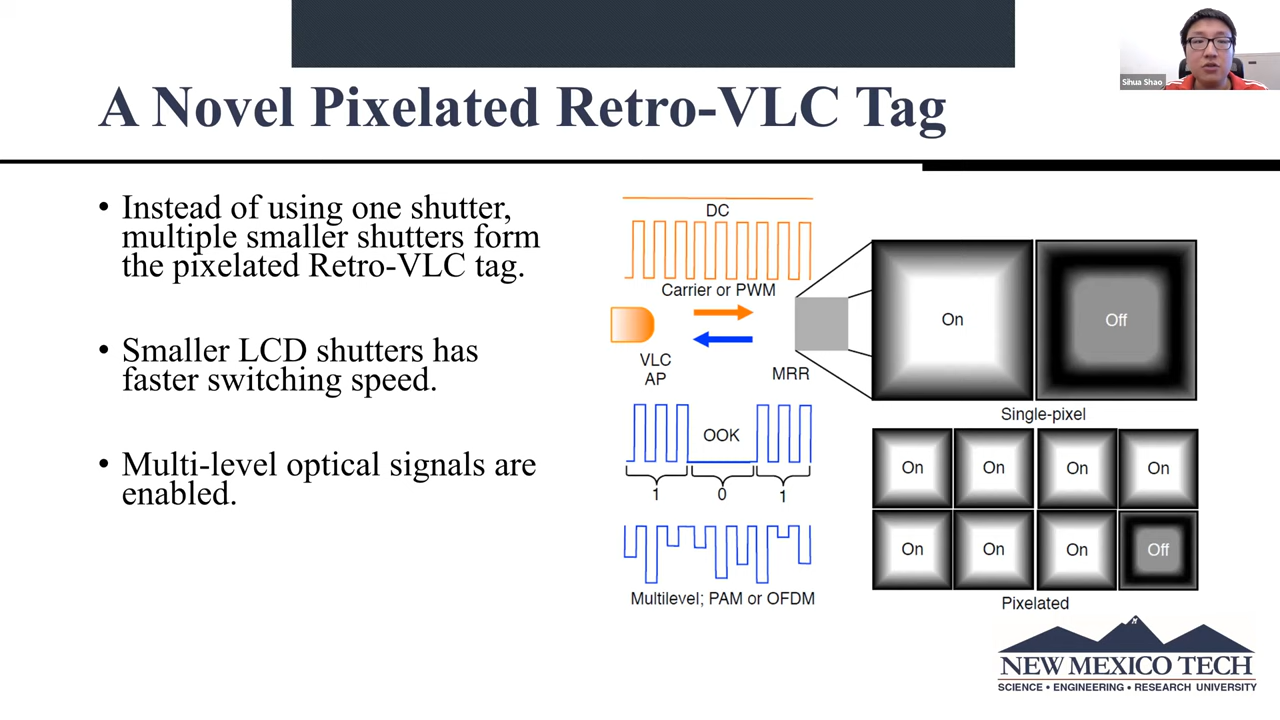 Sihua Shao
A Novel Pixelated Retro-VLC Tag
• Instead of using one shutter,
multiple smaller shutters form
the pixelated Retro-VLC tag.
• Smaller LCD shutters has
faster switching speed.
• Multi-level optical signals are
enabled.
DC
Carrier or PWM
VLC
AP
MRR
OOK
1 0 1
Multilevel; PAM or OFDM
On Off
Single-pixel
On On On On
On On On Off
Pixelated
NEW MEXICO TECH
SCIENCE • ENGINEERING • RESEARCH UNIVERSITY